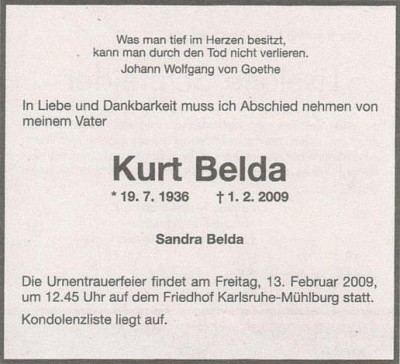 Was man tief im Herzen besitzt,
kann man durch den Tod nicht verlieren.
Johann Wolfgang von Goethe
In Liebe und Dankbarkeit muss ich Abschied nehmen von
meinem Vater
Kurt Belda
* 19. 7. 1936 † 1. 2. 2009
Sandra Belda
Die Urnentrauerfeier findet am Freitag, 13. Februar 2009,
um 12.45 Uhr auf dem Friedhof Karlsruhe-Mühlburg statt.
Kondolenzliste liegt auf.